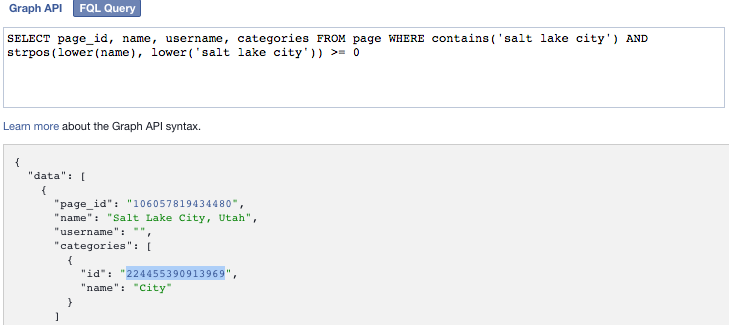 Graph API FQL Query
SELECT page_id, name, username, categories FROM page WHERE contains('salt lake city') AND
strpos(lower(name), lower('salt lake city')) >= 0
Learn more about the Graph API syntax.
{
"data": [
{
"page_id": "106057819434480",
"name": "Salt Lake City, Utah",
"username": "",
"categories": [
{
"id": "224455390913969",
"name": "City"
}
]